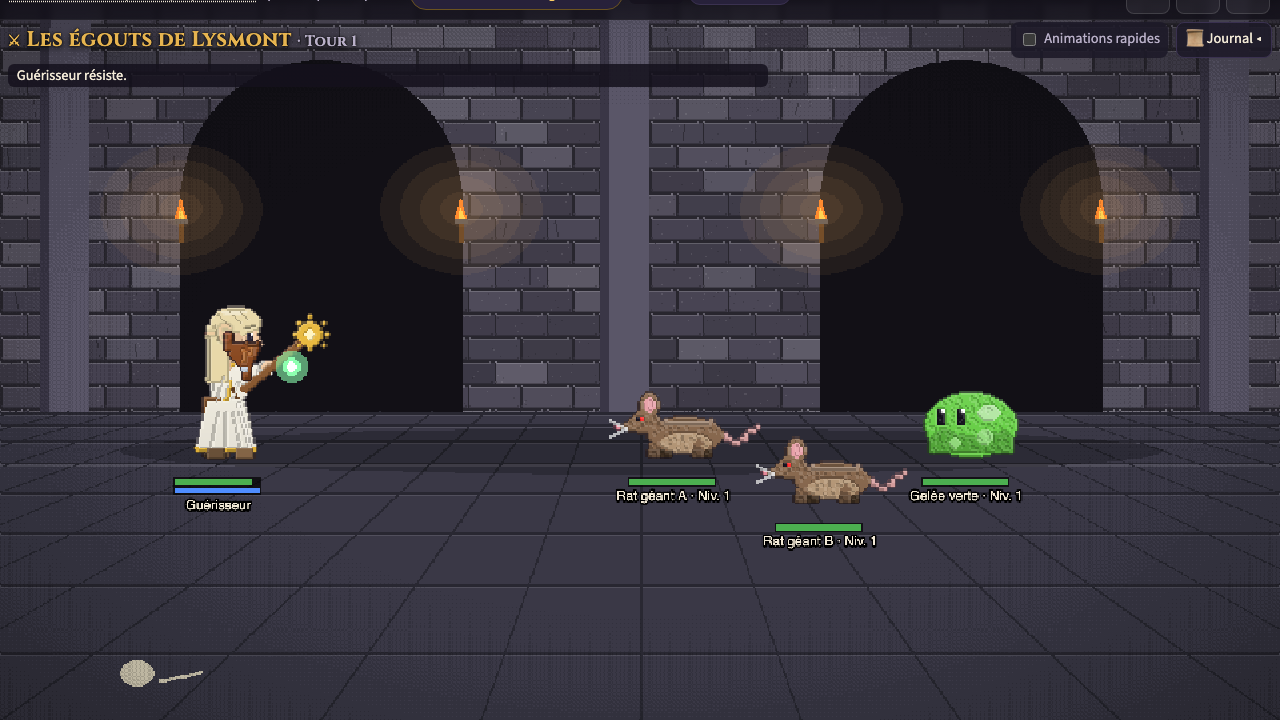 ⚔ LES ÉGOUTS DE LYSMONT · TOUR 1
Animations rapides
Journal ◂
Guérisseur résiste.
Guérisseur
Rat géant A · Niv. 1
Rat géant B · Niv. 1
Gelée verte · Niv. 1